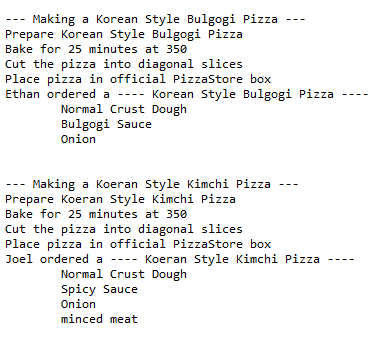 --- Making a Korean Style Bulgogi Pizza ---
Prepare Korean Style Bulgogi Pizza
Bake for 25 minutes at 350
Cut the pizza into diagonal slices
Place pizza in official PizzaStore box
Ethan ordered a ---- Korean Style Bulgogi Pizza ----
Normal Crust Dough
Bulgogi Sauce
Onion
--- Making a Koeran Style Kimchi Pizza ---
Prepare Koeran Style Kimchi Pizza
Bake for 25 minutes at 350
Cut the pizza into diagonal slices
Place pizza in official PizzaStore box
Joel ordered a ---- Koeran Style Kimchi Pizza ----
Normal Crust Dough
Spicy Sauce
Onion
minced meat